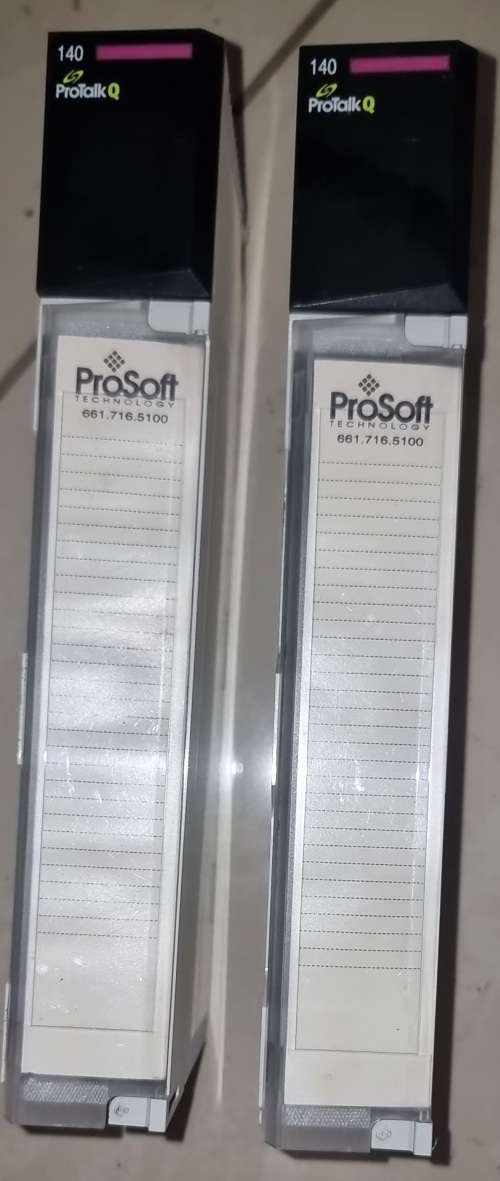 140
ProTalk Q
ProSoft
TECHNOLOGY
661.716.5100
140
ProTalk Q
ProSoft
TECHNOLOGY
661.716.5100